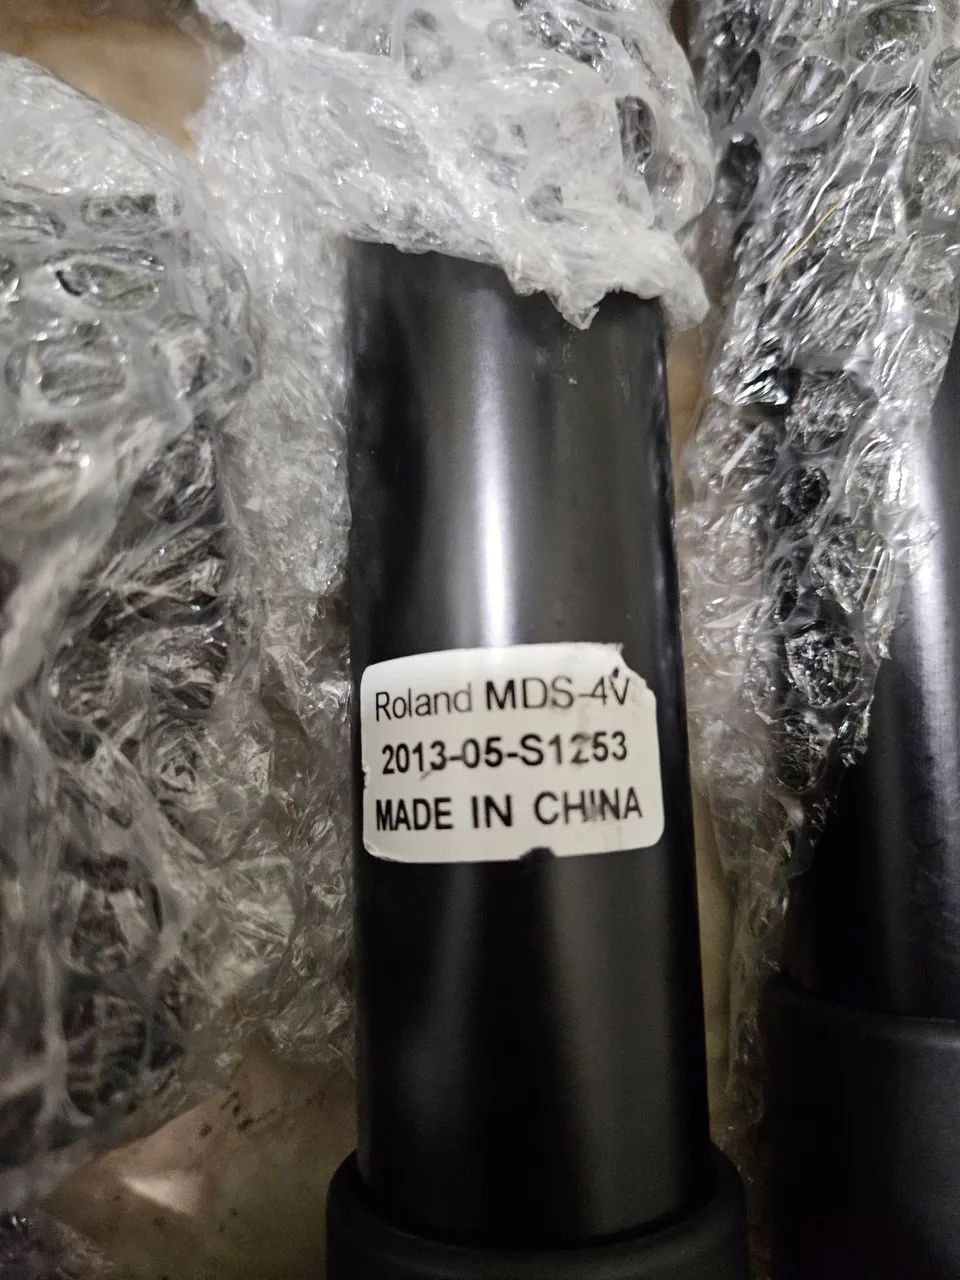 Roland MDS-4V
2013-05-S1253
MADE IN CHINA